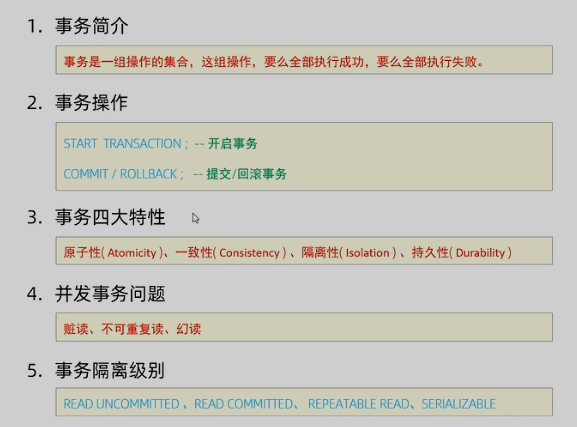 1. 事务简介
事务是一组操作的集合，这组操作，要么全部执行成功，要么全部执行失败。
2. 事务操作
START TRANSACTION ; -- 开启事务
COMMIT / ROLLBACK ; -- 提交/回滚事务
3. 事务四大特性
原子性( Atomicity )、一致性( Consistency ) 、隔离性( Isolation ) 、持久性( Durability )
4. 并发事务问题
脏读、不可重复读、幻读
5. 事务隔离级别
READ UNCOMMITTED 、READ COMMITTED、 REPEATABLE READ、SERIALIZABLE